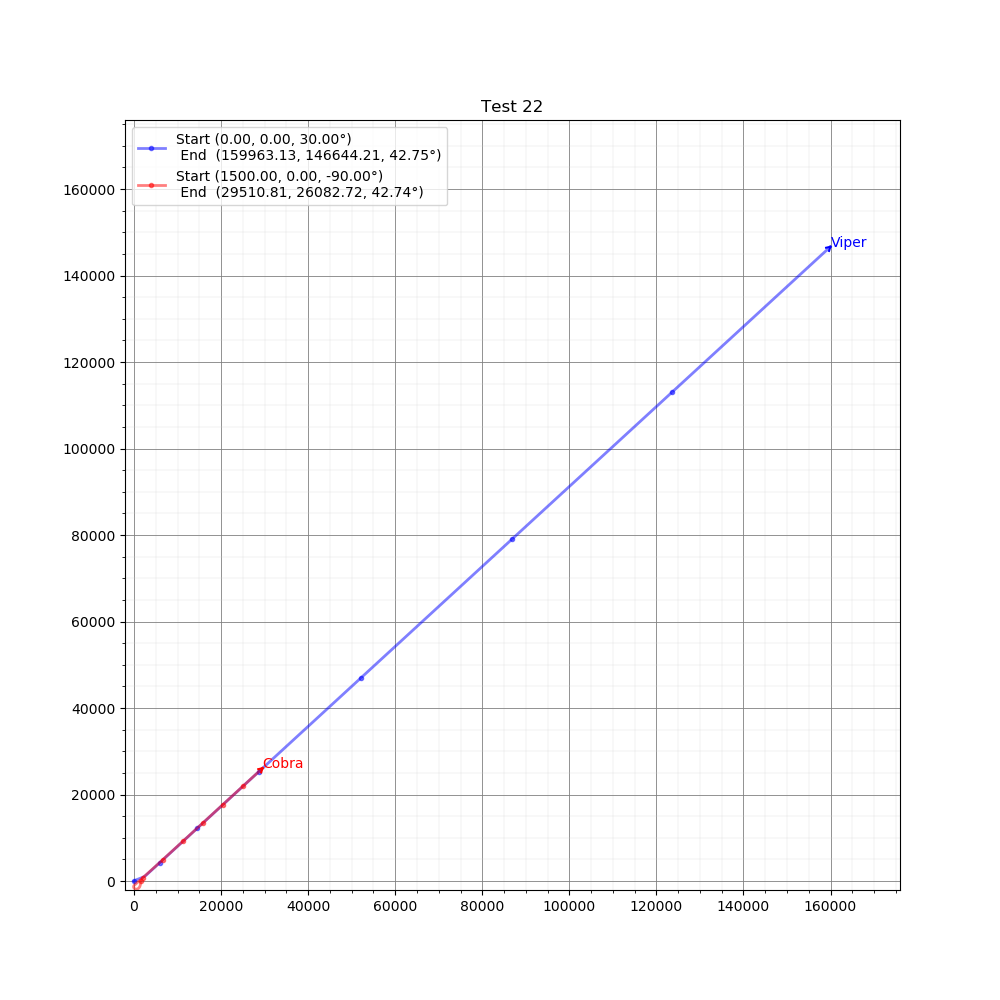 Test 22
Start (0.00, 0.00, 30.00°)
End (159963.13, 146644.21, 42.75°)
Start (1500.00, 0.00, -90.00°)
End (29510.81, 26082.72, 42.74°)
160000
140000
120000
100000
80000
60000
40000
20000
0
Viper
Cobra
0 20000 40000 60000 80000 100000 120000 140000 160000